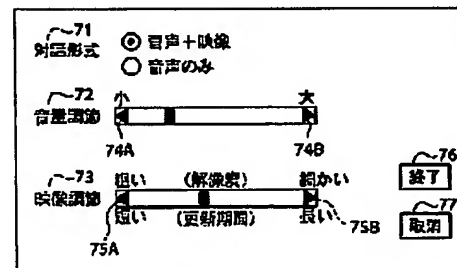 71
対話形式 ◉ 音声+映像
○ 音声のみ
72
小 大
音量調節
74A 74B
73
粗い (解像度) 細かい
映像調節
短い (更新期間) 長い
75A 75B
76
終了
77
取消